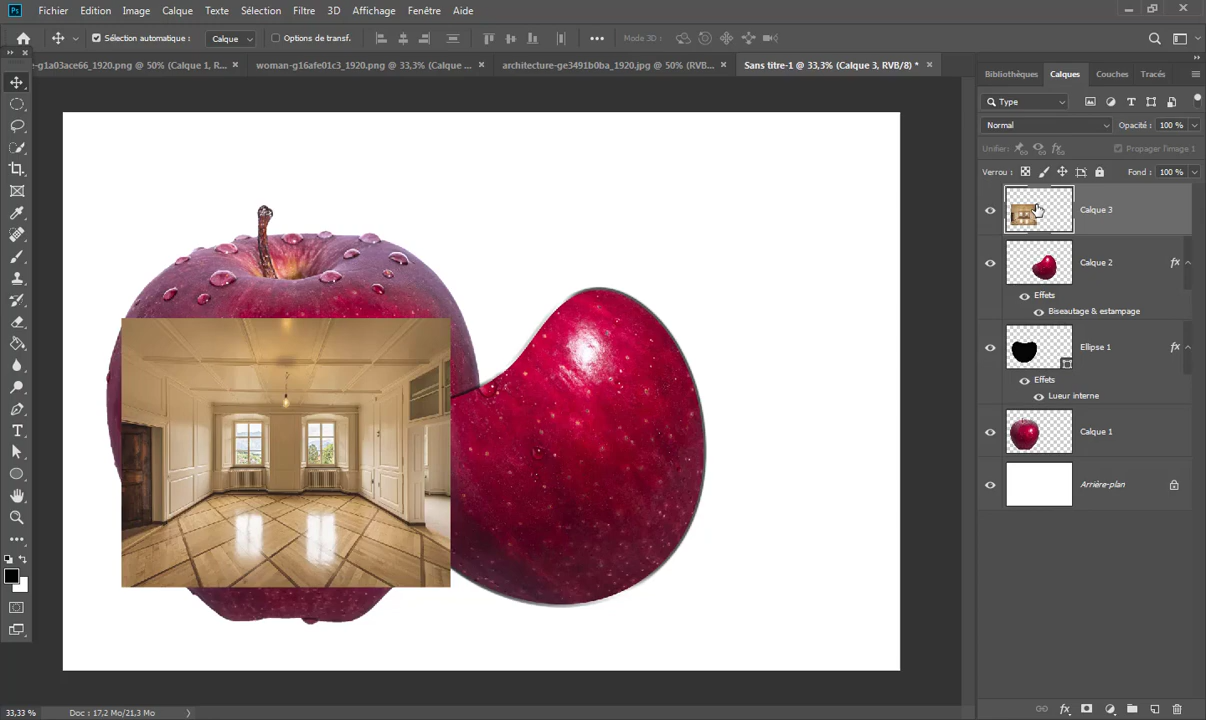 Ps Fichier Edition Image Calque Texte Sélection Filtre 3D Affichage Fenêtre Aide
Sélection automatique : Calque Options de transf. Mode 3D :
e-g1a03ace66_1920.png @ 50% (Calque 1, R... woman-g16afe01c3_1920.png @ 33,3% (Calque ... architecture-ge3491b0ba_1920.jpg @ 50% (RVB/... Sans titre-1 @ 33,3% (Calque 3, RVB/8) *
Bibliothèques Calques Couches Tracés
Type
Normal Opacité : 100 %
Unifier : Propager l'image 1
Verrou : Fond : 100 %
Calque 3
Calque 2 fx
Effets
Biseautage & estampage
Ellipse 1 fx
Effets
Lueur interne
Calque 1
Arrière-plan
33,33 % Doc : 17,2 Mo/21,3 Mo